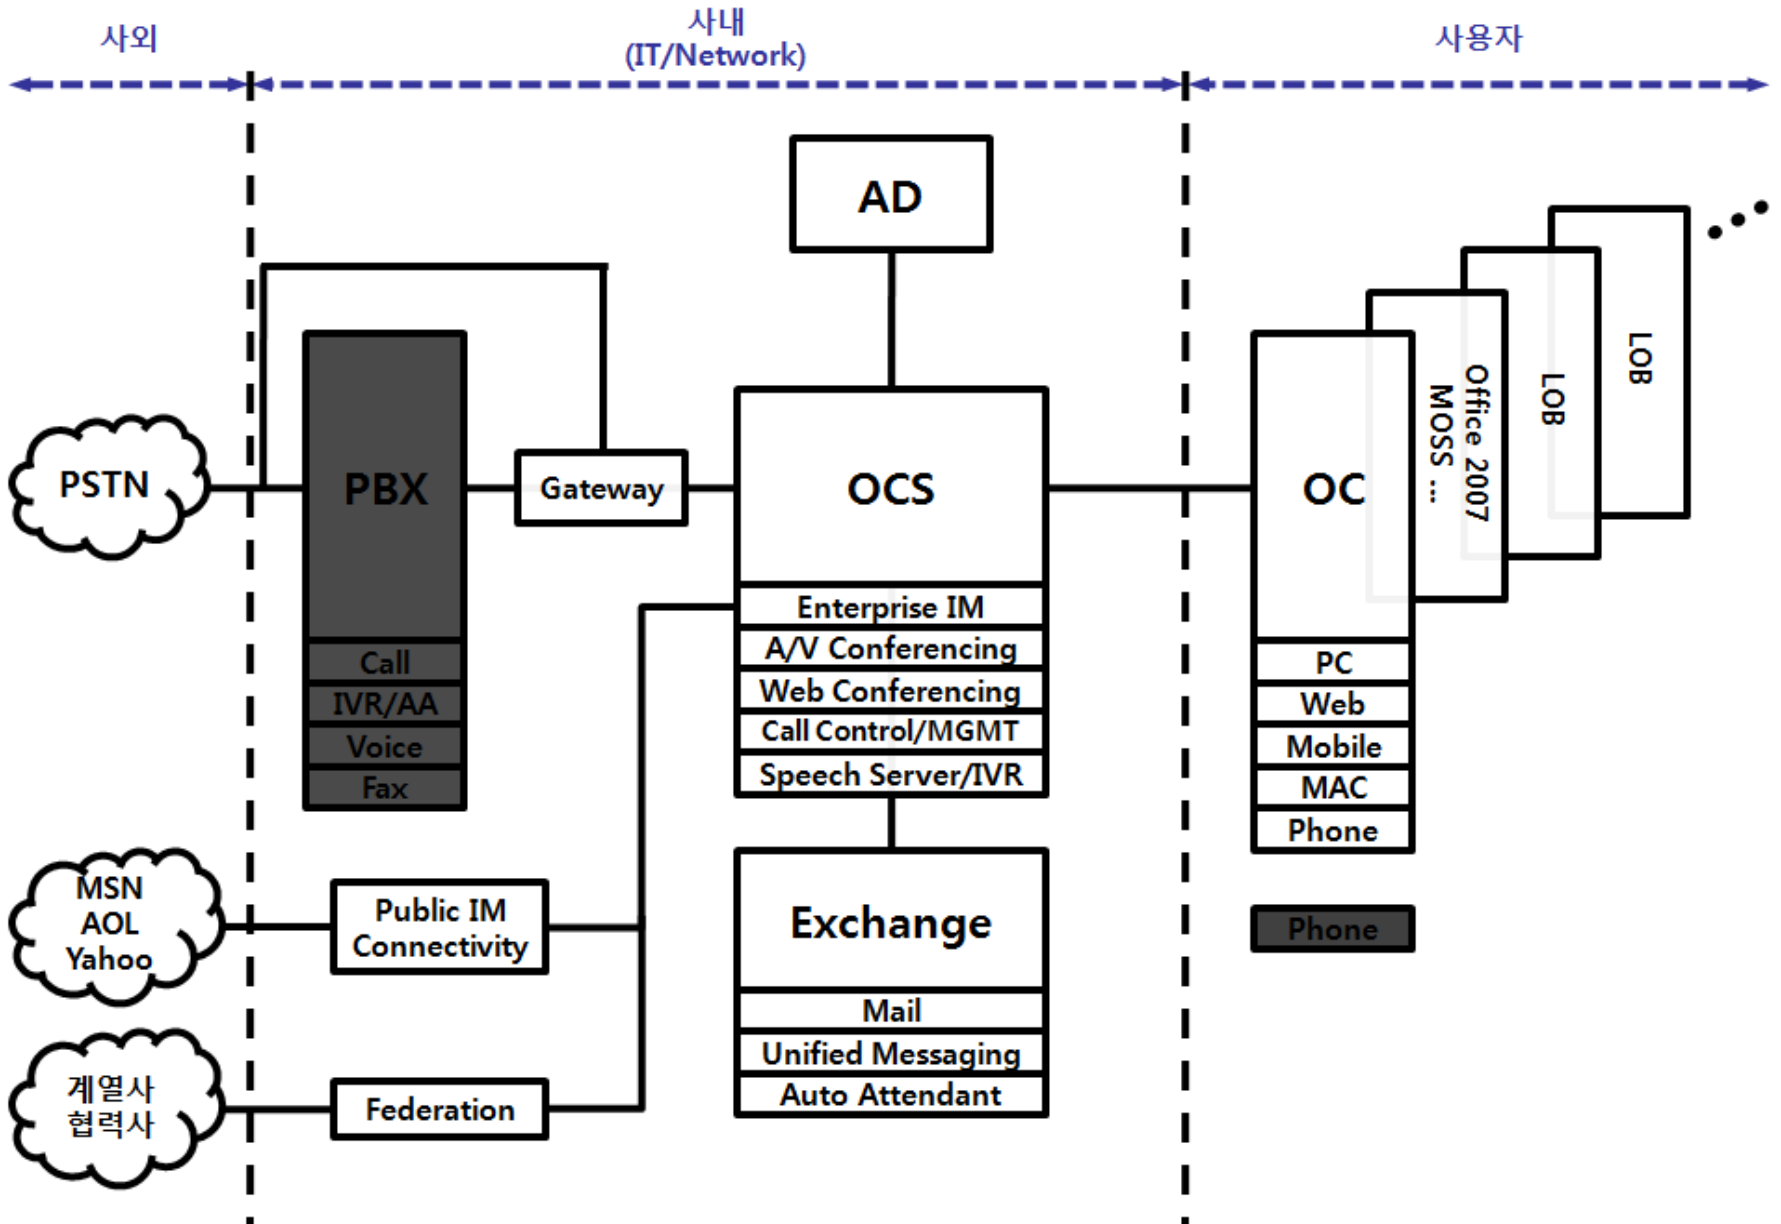 사외
사내
(IT/Network)
사용자
AD
PSTN
PBX
Call
IVR/AA
Voice
Fax
Gateway
OCS
Enterprise IM
A/V Conferencing
Web Conferencing
Call Control/MGMT
Speech Server/IVR
OC
PC
Web
Mobile
MAC
Phone
Office 2007
MOSS ...
LOB
LOB
Phone
MSN
AOL
Yahoo
Public IM
Connectivity
Exchange
Mail
Unified Messaging
Auto Attendant
계열사
협력사
Federation